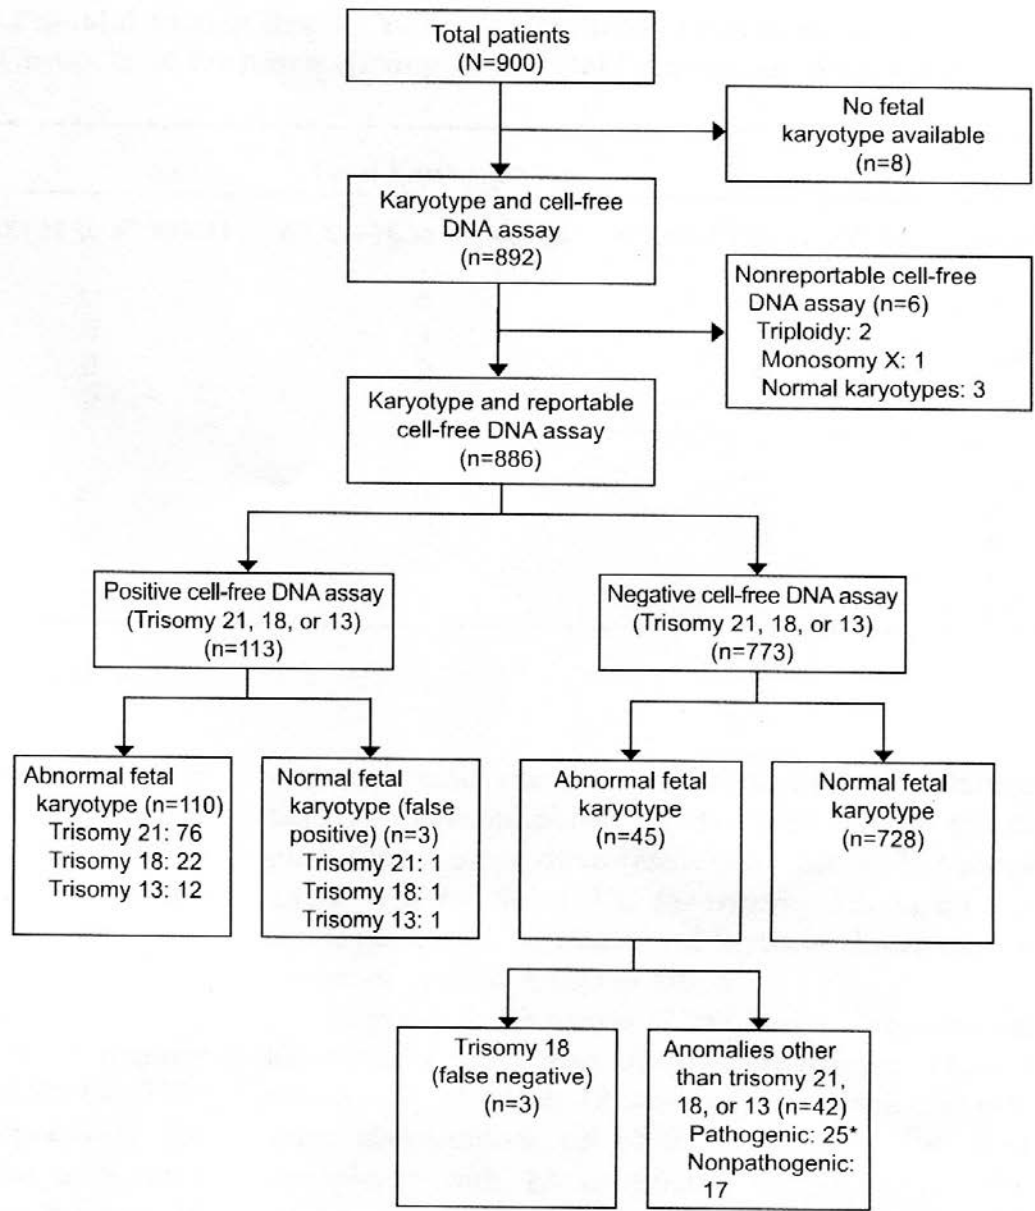 Total patients
(N=900)
No fetal
karyotype available
(n=8)
Karyotype and cell-free
DNA assay
(n=892)
Nonreportable cell-free
DNA assay (n=6)
Triploidy: 2
Monosomy X: 1
Normal karyotypes: 3
Karyotype and reportable
cell-free DNA assay
(n=886)
Positive cell-free DNA assay
(Trisomy 21, 18, or 13)
(n=113)
Negative cell-free DNA assay
(Trisomy 21, 18, or 13)
(n=773)
Abnormal fetal
karyotype (n=110)
Trisomy 21: 76
Trisomy 18: 22
Trisomy 13: 12
Normal fetal
karyotype (false
positive) (n=3)
Trisomy 21: 1
Trisomy 18: 1
Trisomy 13: 1
Abnormal fetal
karyotype
(n=45)
Normal fetal
karyotype
(n=728)
Trisomy 18
(false negative)
(n=3)
Anomalies other
than trisomy 21,
18, or 13 (n=42)
Pathogenic: 25*
Nonpathogenic:
17